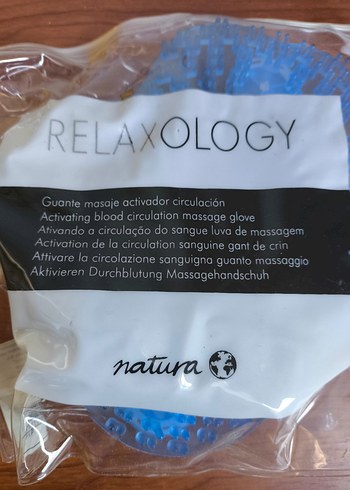 RELAXOLOGY
Guante masaje activador circulación
Activating blood circulation massage glove
Ativando a circulação do sangue luva de massagem
Activation de la circulation sanguine gant de crin
Attivare la circolazione sanguigna guanto massaggio
Aktivieren Durchblutung Massagehandschuh
natura